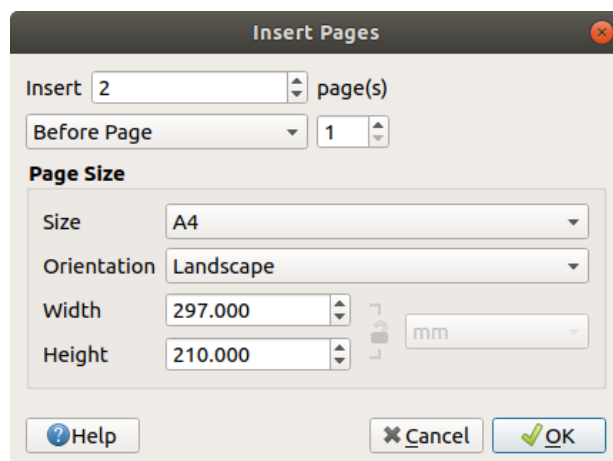 Insert Pages
Insert 2 page(s)
Before Page 1
Page Size
Size A4
Orientation Landscape
Width 297.000
mm
Height 210.000
Help Cancel OK